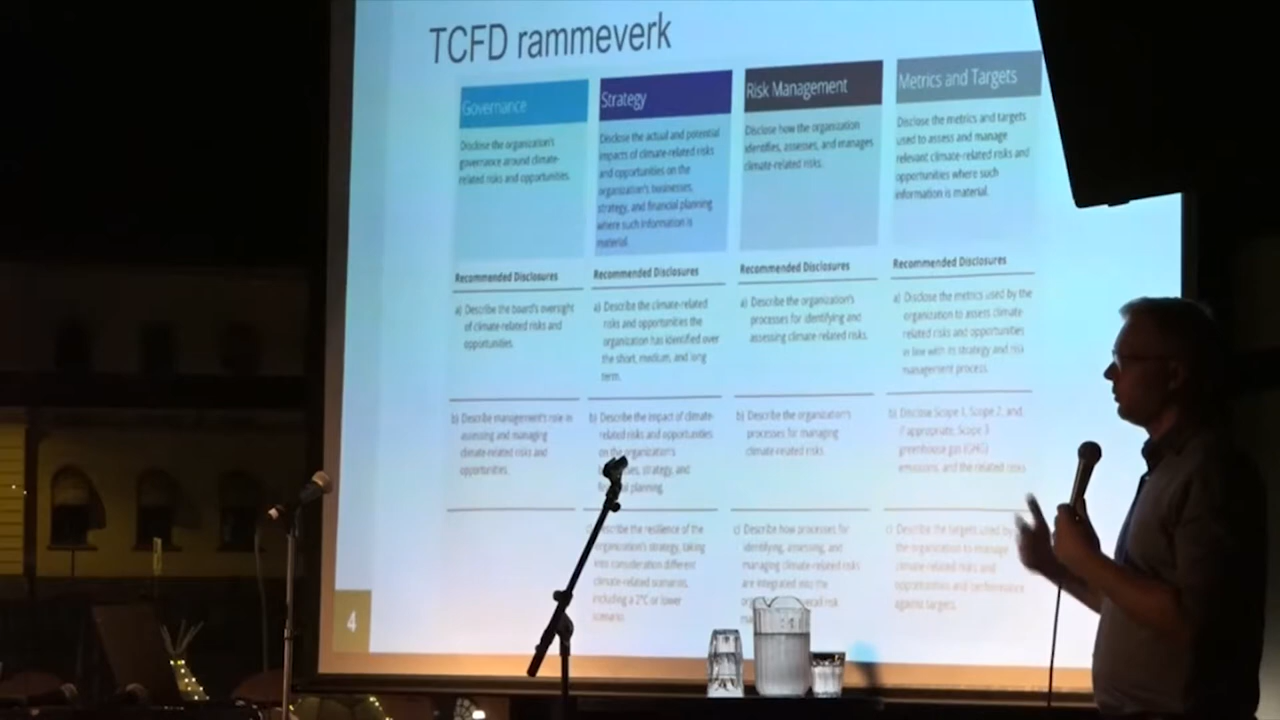 TCFD rammeverk
Governance
Disclose the organization's
governance around climate-
related risks and opportunities.
Recommended Disclosures
a) Describe the board's oversight
of climate-related risks and
opportunities.
b) Describe management's role in
assessing and managing
climate-related risks and
opportunities.
Strategy
Disclose the actual and potential
impacts of climate-related risks
and opportunities on the
organization's businesses,
strategy, and financial planning
where such information is
material.
Recommended Disclosures
a) Describe the climate-related
risks and opportunities the
organization has identified over
the short, medium, and long
term.
b) Describe the impact of climate-
related risks and opportunities
on the organization's
strategy, and
planning.
the resilience of the
organization's strategy, taking
into consideration different
climate-related scenarios,
including a 2°C or lower
scenario.
Risk Management
Disclose how the organization
identifies, assesses, and manages
climate-related risks.
Recommended Disclosures
a) Describe the organization's
processes for identifying and
assessing climate-related risks.
b) Describe the organization's
processes for managing
climate-related risks.
c) Describe how processes for
identifying, assessing, and
managing climate-related risks
are integrated into the
risk
Metrics and Targets
Disclose the metrics and targets
used to assess and manage
relevant climate-related risks and
opportunities where such
information is material.
Recommended Disclosures
a) Disclose the metrics used by the
organization to assess climate-
related risks and opportunities
in line with its strategy and risk
management process.
b) Disclose Scope 1, Scope 2, and,
if appropriate, Scope 3
greenhouse gas (GHG)
emissions, and the related risks.
c) Describe the targets used by
the organization to manage
climate-related risks and
opportunities and performance
against targets.
4